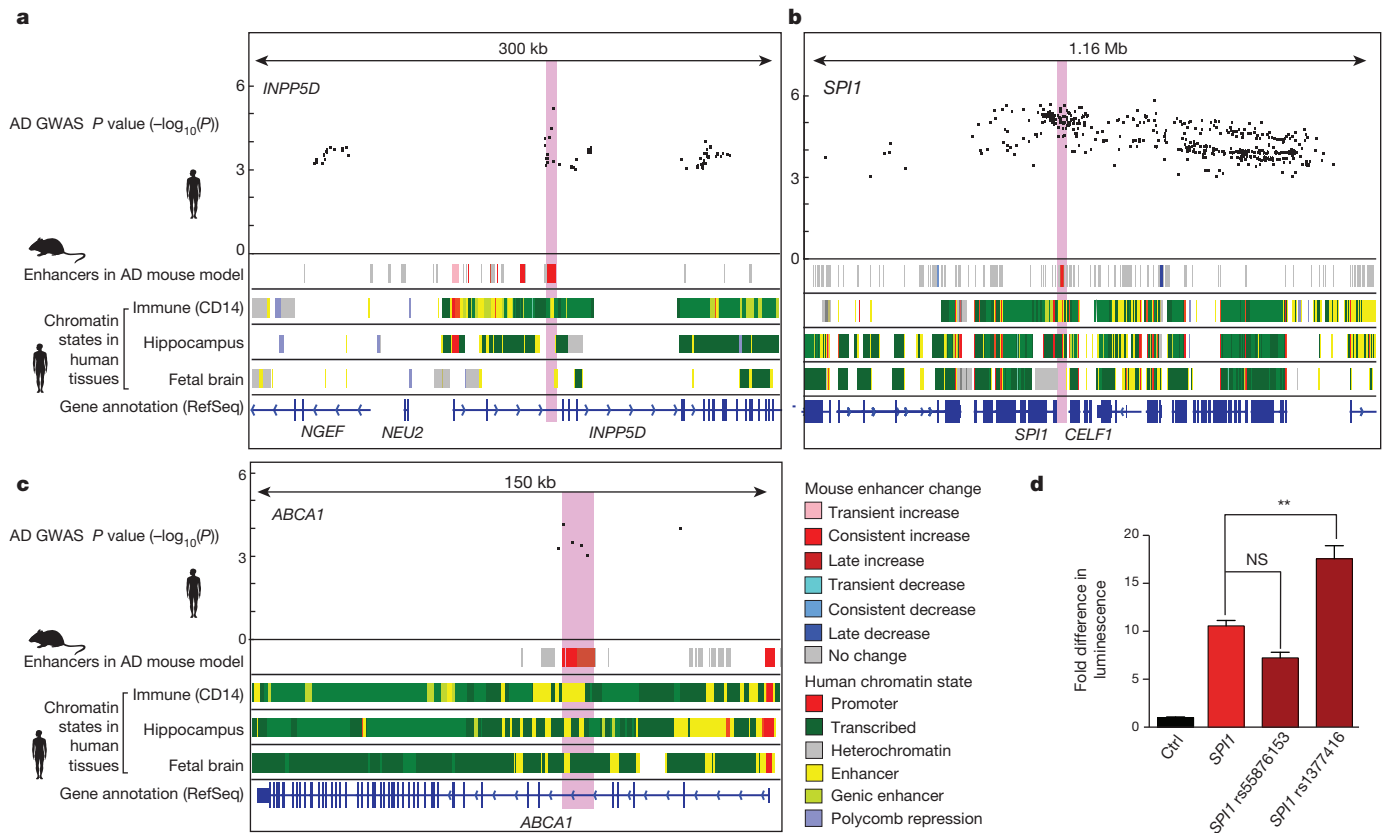 a
300 kb
INPP5D
6
3
0
AD GWAS P value (−log10(P))
Enhancers in AD mouse model
Chromatin
states in
human
tissues
Immune (CD14)
Hippocampus
Fetal brain
Gene annotation (RefSeq)
NGEF
NEU2
INPP5D
b
1.16 Mb
SPI1
6
3
0
SPI1
CELF1
c
150 kb
ABCA1
6
3
0
AD GWAS P value (−log10(P))
Enhancers in AD mouse model
Chromatin
states in
human
tissues
Immune (CD14)
Hippocampus
Fetal brain
Gene annotation (RefSeq)
ABCA1
Mouse enhancer change
Transient increase
Consistent increase
Late increase
Transient decrease
Consistent decrease
Late decrease
No change
Human chromatin state
Promoter
Transcribed
Heterochromatin
Enhancer
Genic enhancer
Polycomb repression
d
Fold difference in
luminescence
20
15
10
5
0
**
NS
Ctrl
SPI1
SPI1 rs55876153
SPI1 rs1377416